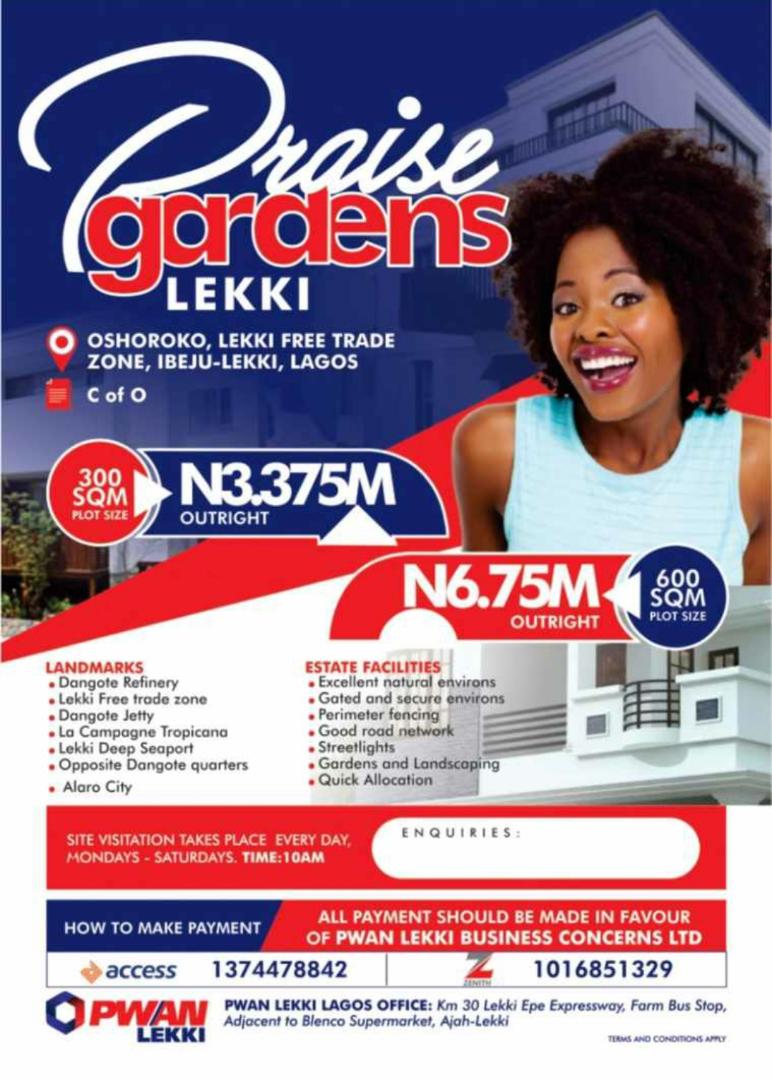 Praise
gardens
LEKKI
OSHOROKO, LEKKI FREE TRADE
ZONE, IBEJU-LEKKI, LAGOS
C of O
300
SQM
PLOT SIZE
N3.375M
OUTRIGHT
N6.75M
OUTRIGHT
600
SQM
PLOT SIZE
LANDMARKS
• Dangote Refinery
• Lekki Free trade zone
• Dangote Jetty
• La Campagne Tropicana
• Lekki Deep Seaport
• Opposite Dangote quarters
• Alaro City
ESTATE FACILITIES
• Excellent natural environs
• Gated and secure environs
• Perimeter fencing
• Good road network
• Streetlights
• Gardens and Landscaping
• Quick Allocation
SITE VISITATION TAKES PLACE EVERY DAY,
MONDAYS - SATURDAYS. TIME:10AM
ENQUIRIES:
HOW TO MAKE PAYMENT
ALL PAYMENT SHOULD BE MADE IN FAVOUR
OF PWAN LEKKI BUSINESS CONCERNS LTD
access 1374478842
ZENITH 1016851329
PWAN
LEKKI
PWAN LEKKI LAGOS OFFICE: Km 30 Lekki Epe Expressway, Farm Bus Stop,
Adjacent to Blenco Supermarket, Ajah-Lekki
TERMS AND CONDITIONS APPLY